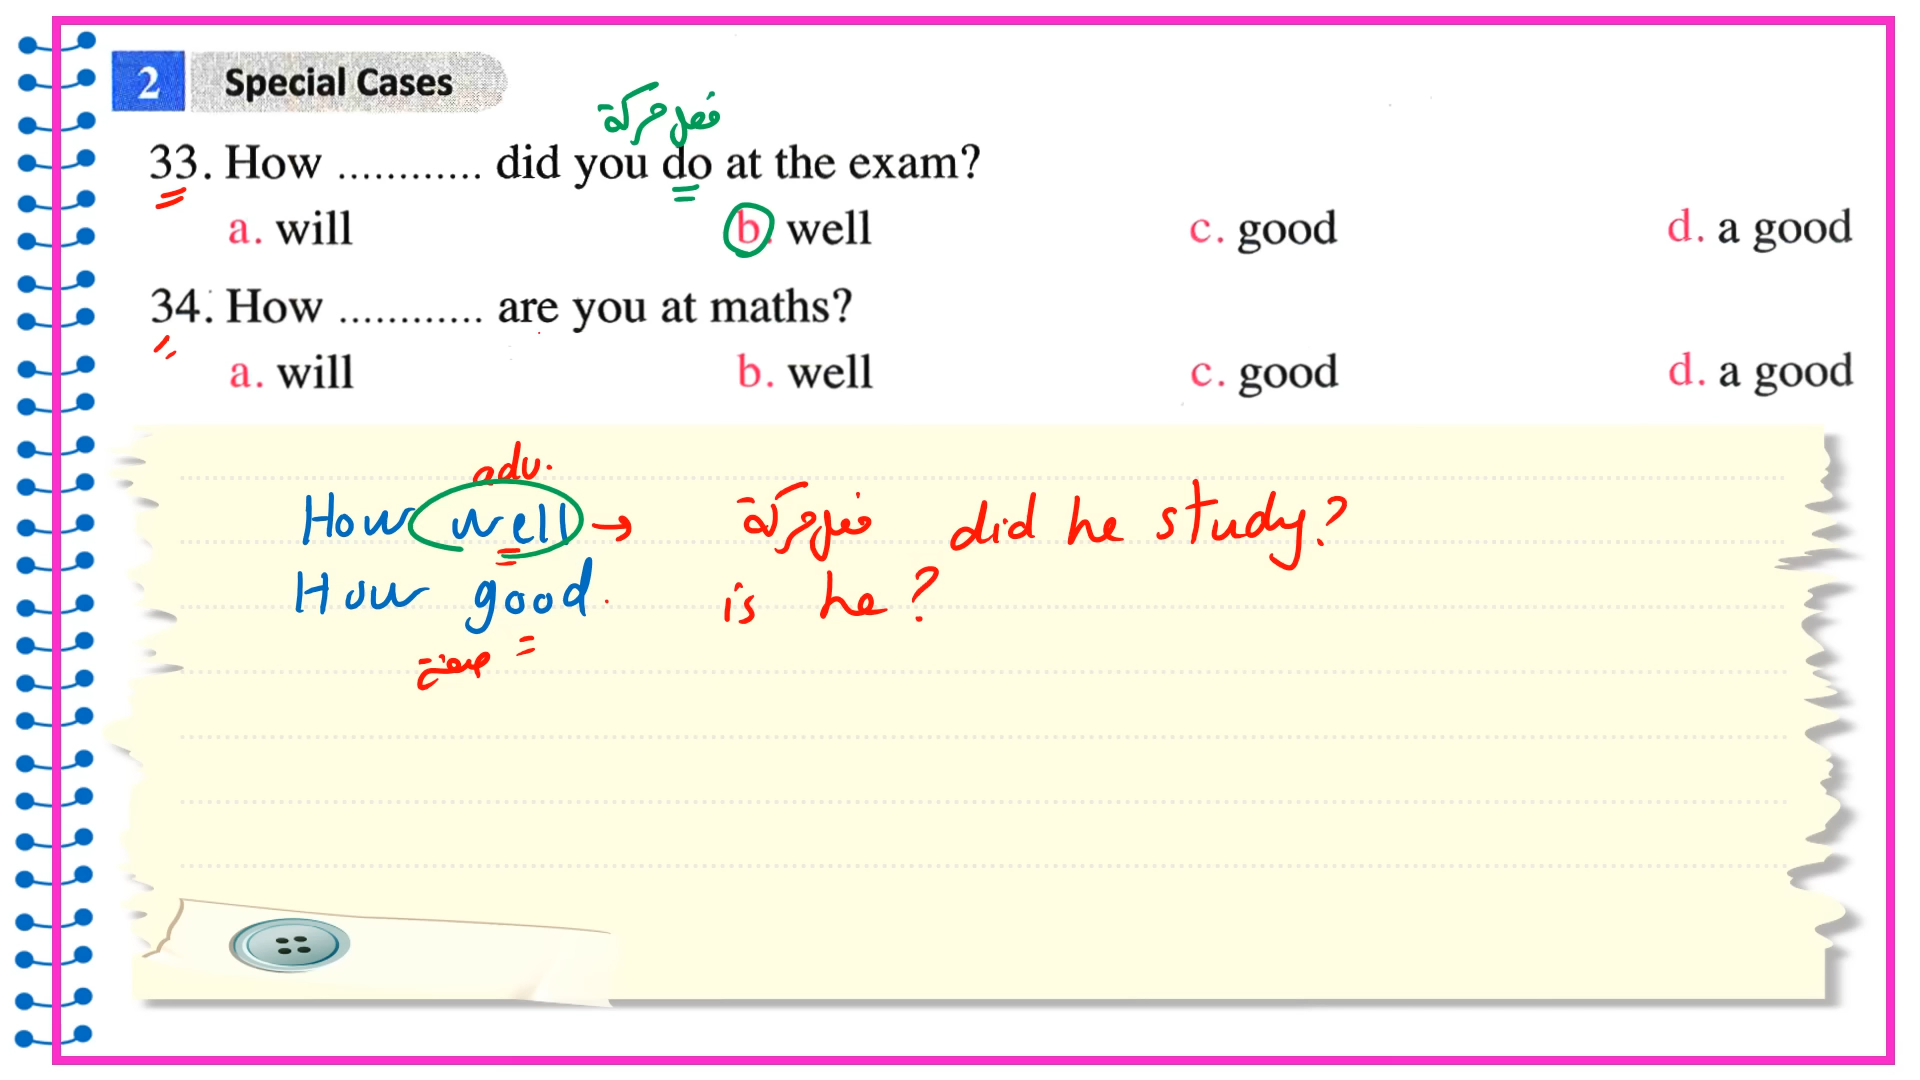 2 Special Cases
فعل حركة
33. How ............ did you do at the exam?
a. will b. well c. good d. a good
34. How ............ are you at maths?
a. will b. well c. good d. a good
adv.
How well → فعل حركة did he study?
How good. is he?
صفة